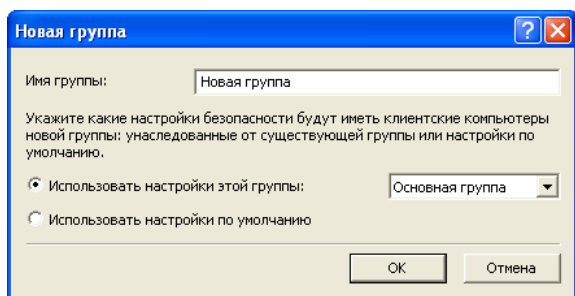 Новая группа
Имя группы: Новая группа
Укажите какие настройки безопасности будут иметь клиентские компьютеры
новой группы: унаследованные от существующей группы или настройки по
умолчанию.
Использовать настройки этой группы: Основная группа
Использовать настройки по умолчанию
OK Отмена